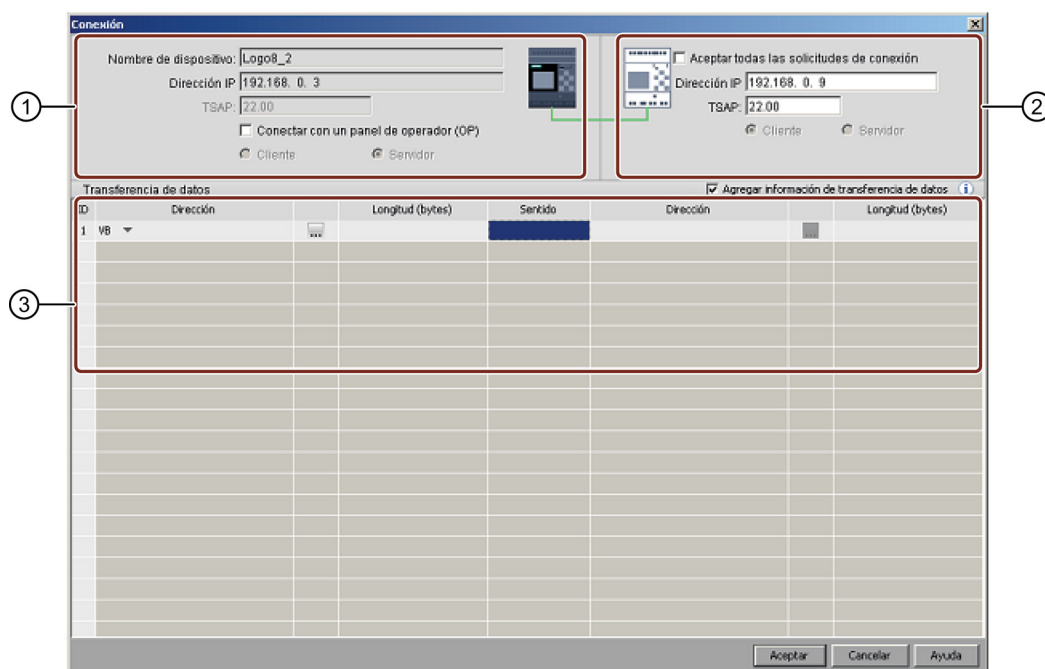 Conexión
Nombre de dispositivo: Logo8_2
Dirección IP 192.168. 0. 3
TSAP: 22.00
Conectar con un panel de operador (OP)
Cliente Servidor
Aceptar todas las solicitudes de conexión
Dirección IP 192.168. 0. 9
TSAP: 22.00
Cliente Servidor
1
2
Transferencia de datos Agregar información de transferencia de datos i
ID Dirección Longitud (bytes) Sentido Dirección Longitud (bytes)
1 VB ... ...
3
Aceptar Cancelar Ayuda